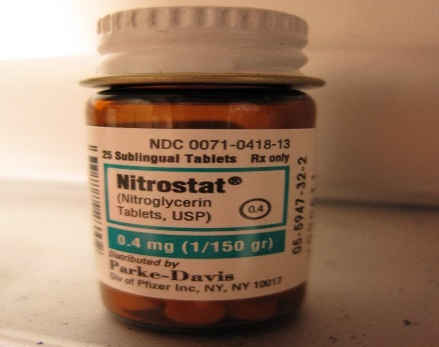 NDC 0071-0418-13
25 Sublingual Tablets Rx only
Nitrostat®
(Nitroglycerin
Tablets, USP)
0.4
0.4 mg (1/150 gr)
Distributed by
Parke-Davis
Div of Pfizer Inc, NY, NY 10017
05-5947-32-2